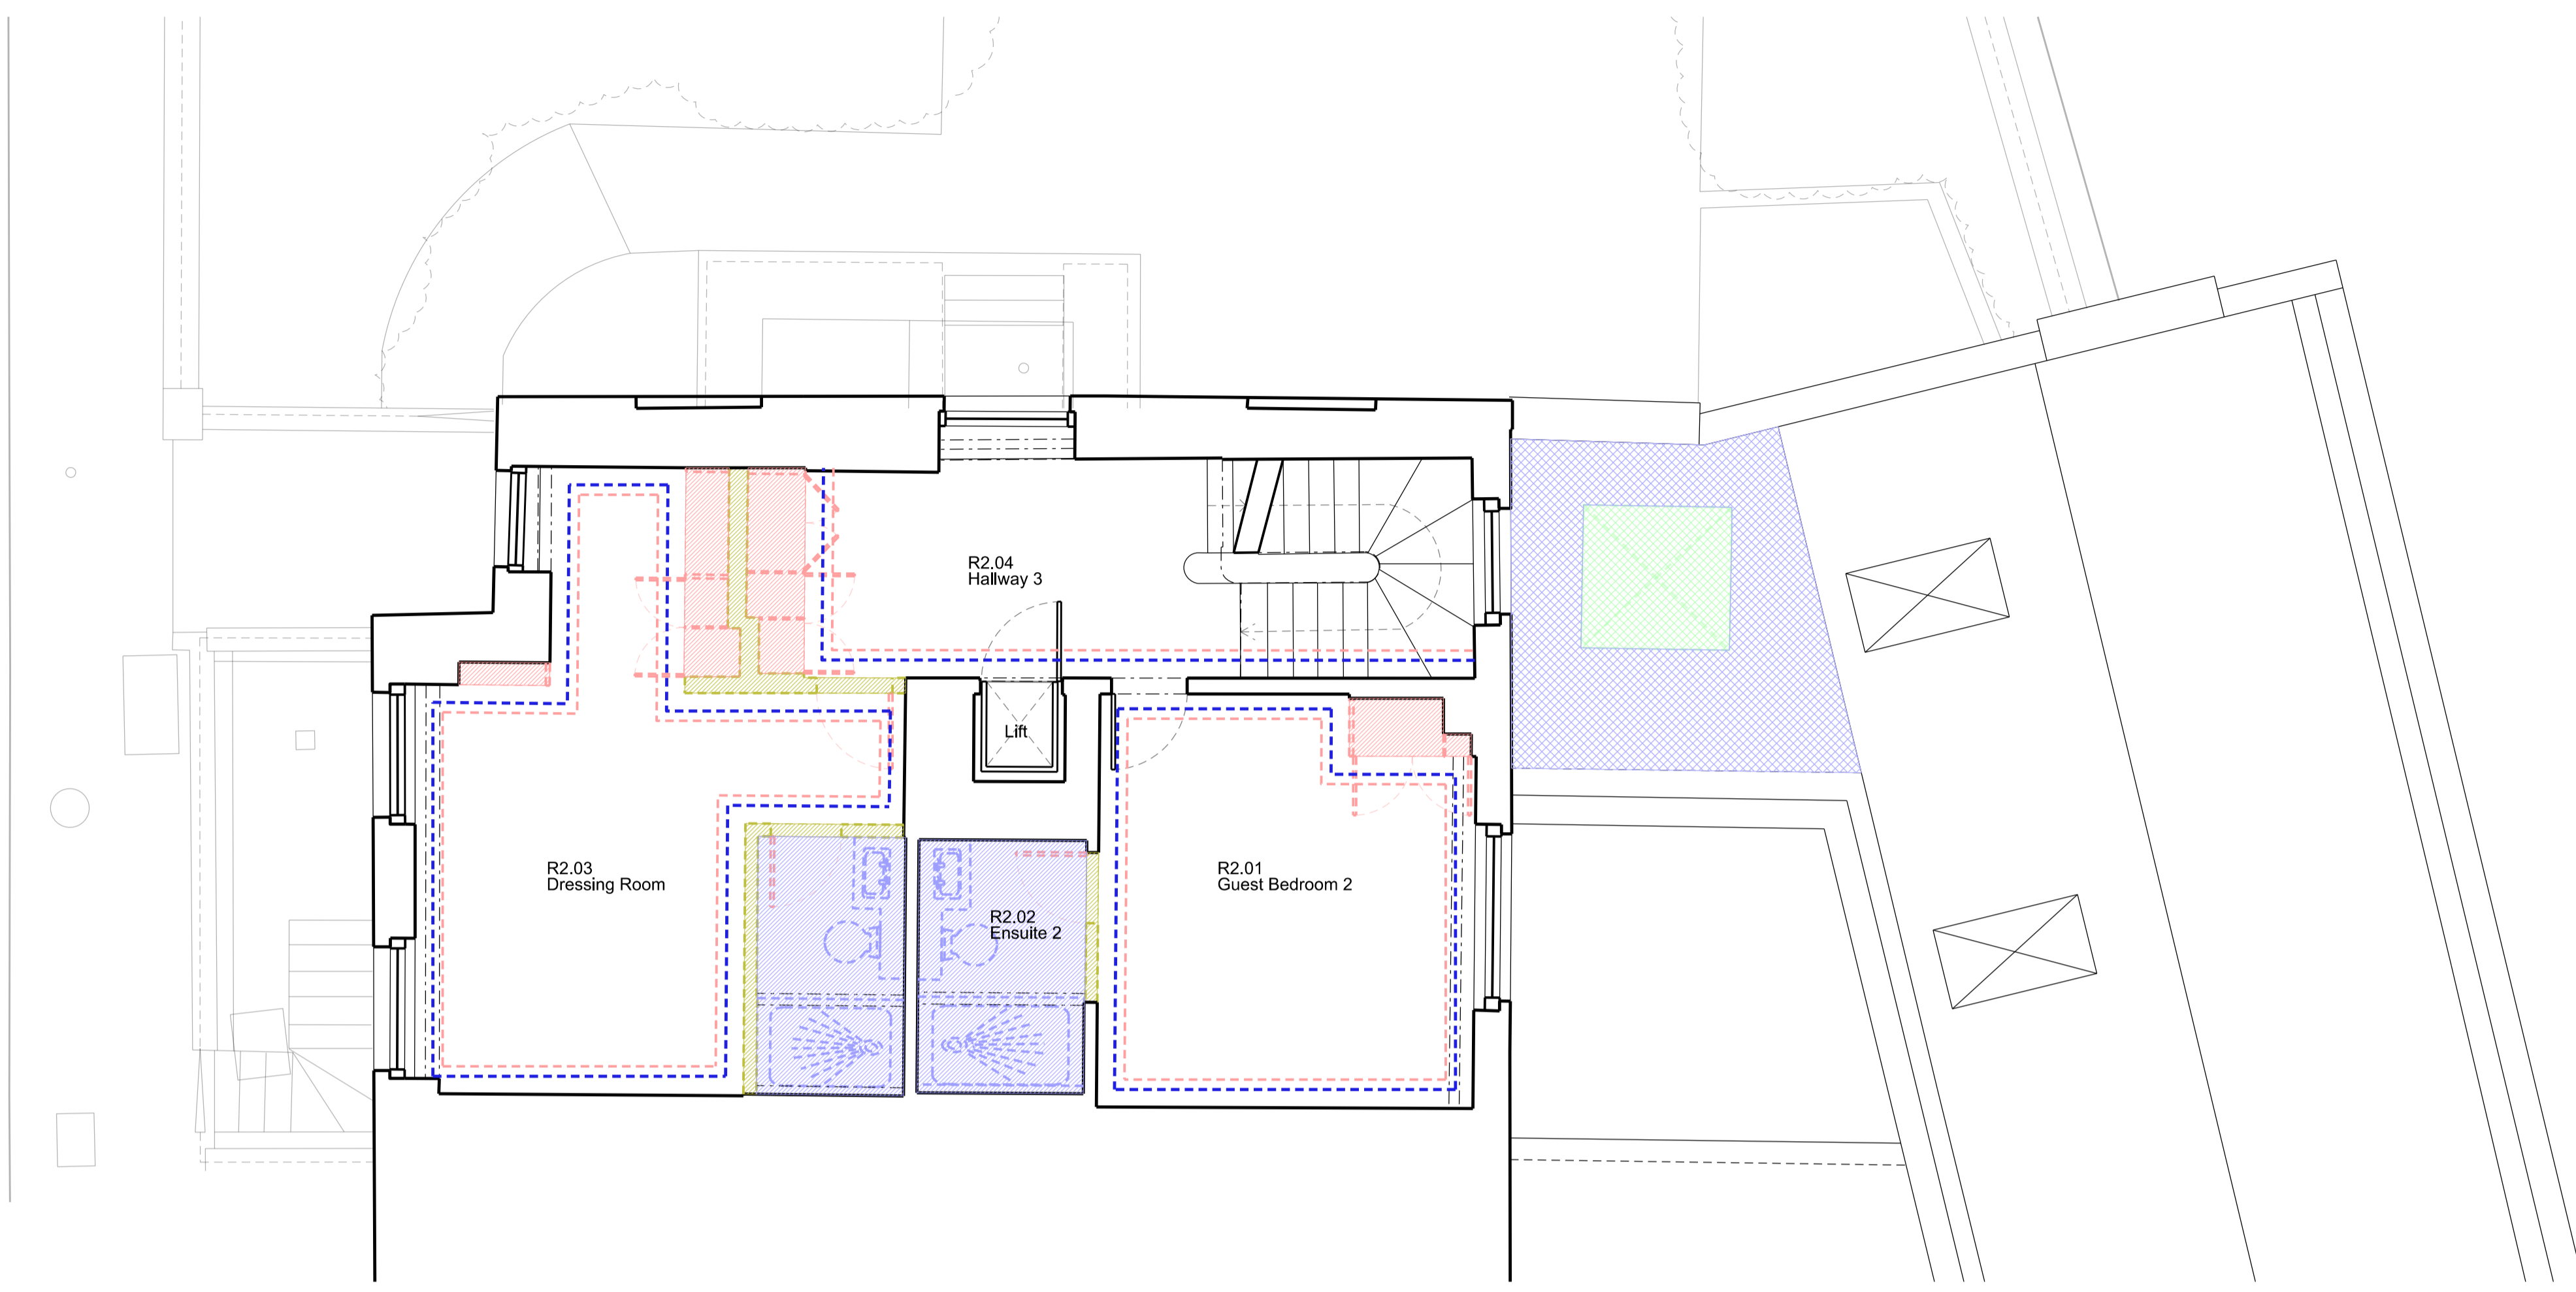 R2.04
Hallway 3
Lift
R2.03
Dressing Room
R2.01
Guest Bedroom 2
R2.02
Ensuite 2